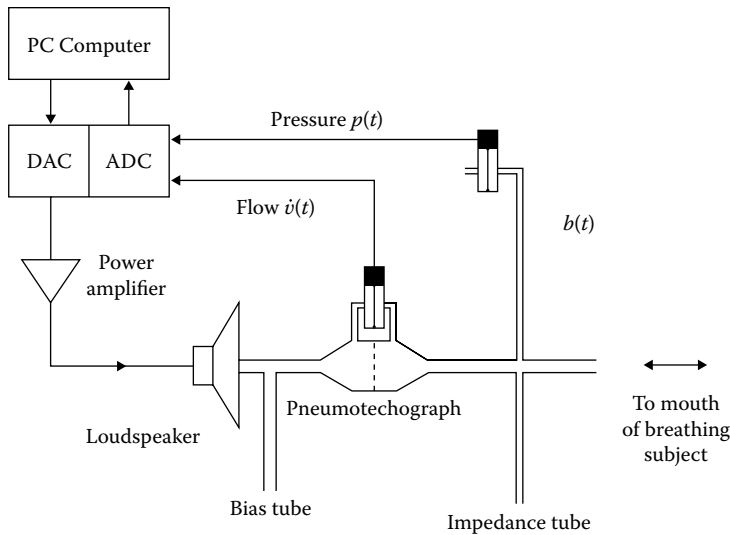 PC Computer
DAC
ADC
Pressure p(t)
Flow v̇(t)
b(t)
Power
amplifier
Pneumotechograph
Loudspeaker
To mouth
of breathing
subject
Bias tube
Impedance tube